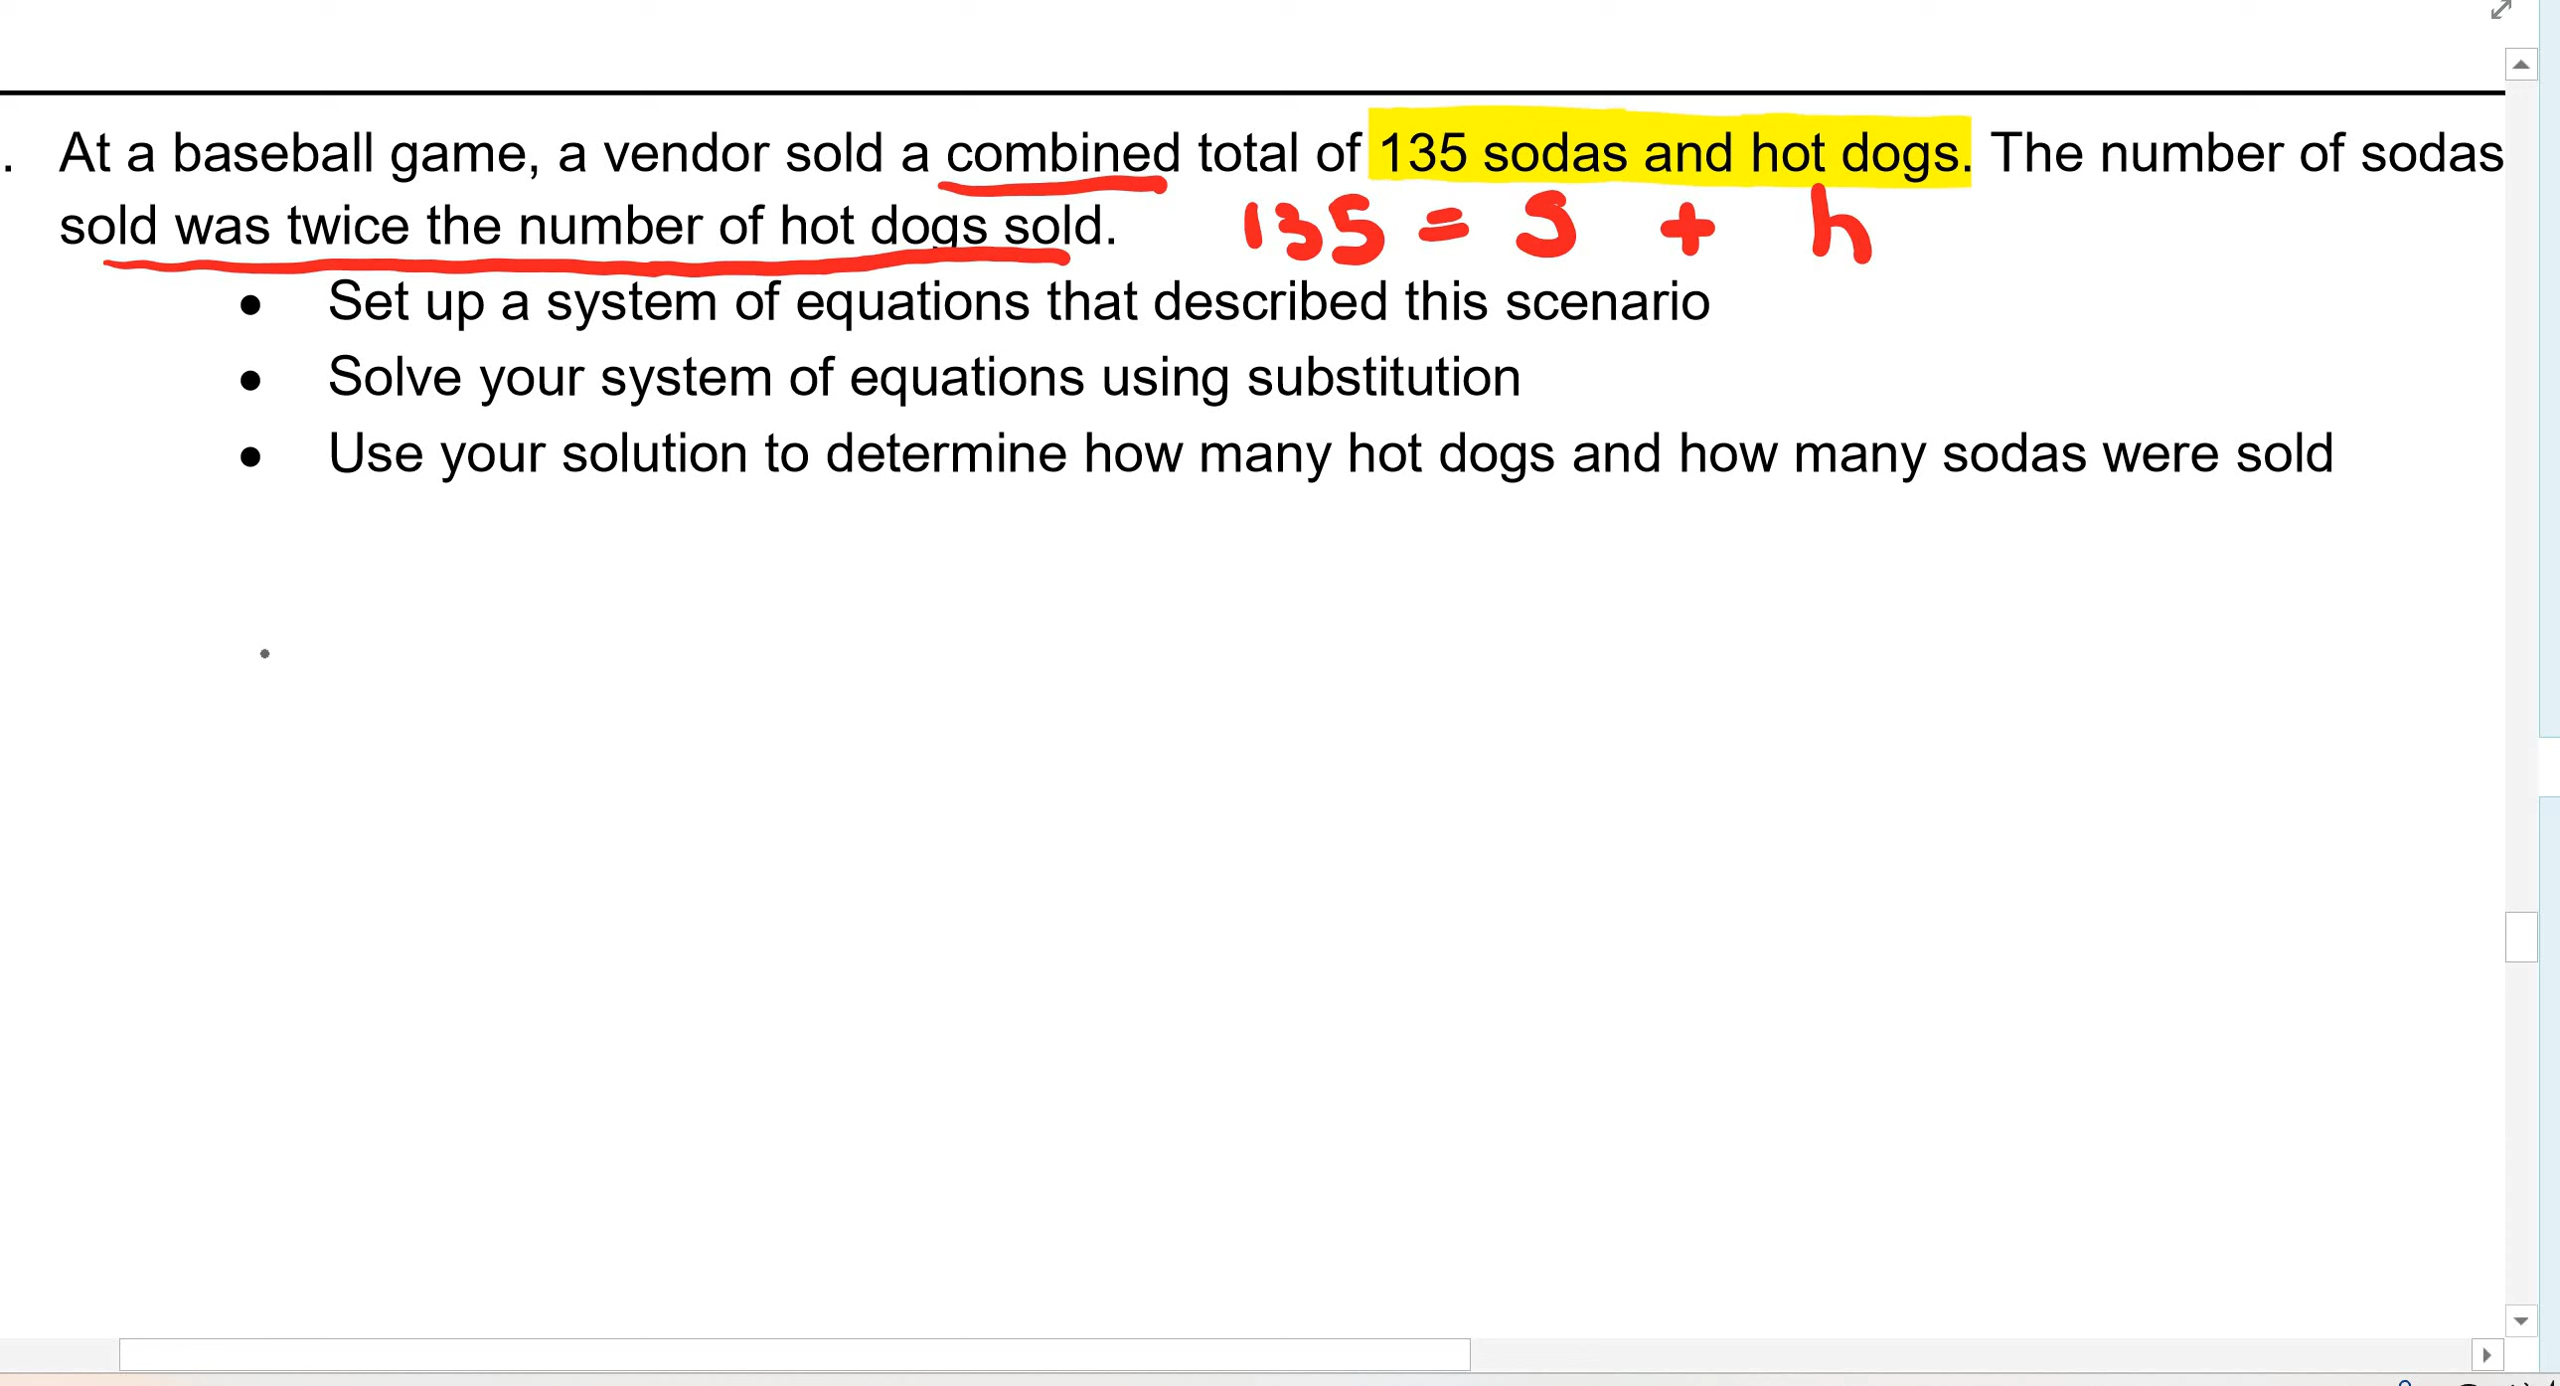 . At a baseball game, a vendor sold a combined total of 135 sodas and hot dogs. The number of sodas
sold was twice the number of hot dogs sold. 135 = s + h
• Set up a system of equations that described this scenario
• Solve your system of equations using substitution
• Use your solution to determine how many hot dogs and how many sodas were sold